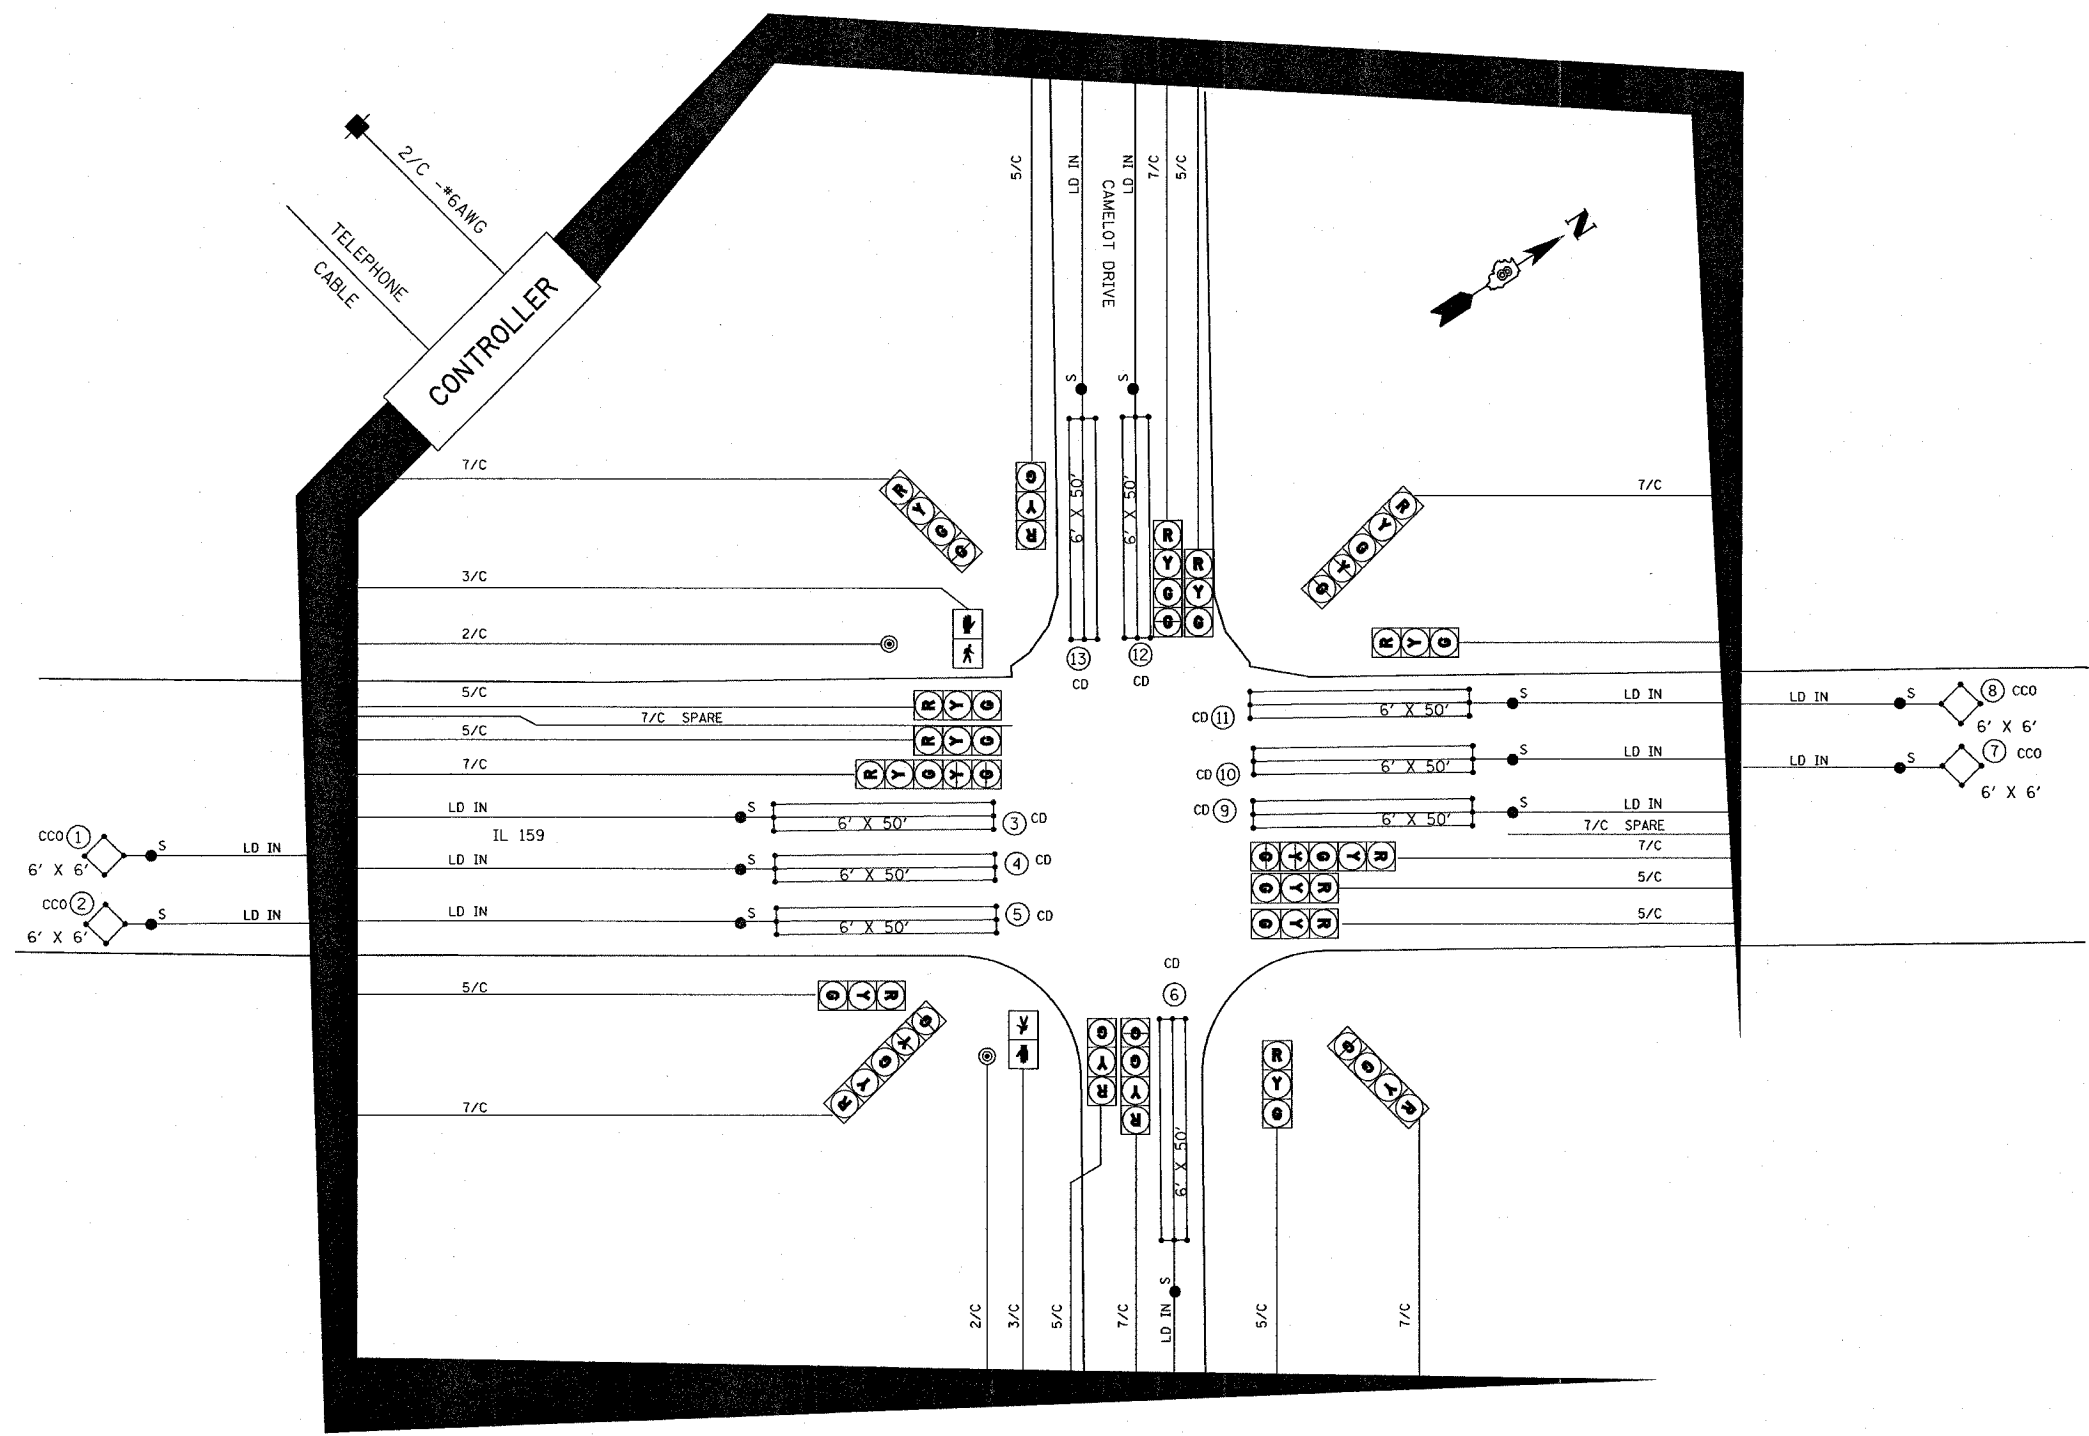 2/C -#6AWG
TELEPHONE
CABLE
CONTROLLER
5/C
LD IN
LD IN
7/C
5/C
CAMELOT DRIVE
N
S
S
6' X 50'
6' X 50'
7/C
R Y G G
G Y R
R Y G G
R Y G
7/C
R Y G Y G
3/C
2/C
R Y G
13
CD
12
CD
5/C
R Y G
7/C SPARE
5/C
R Y G
7/C
R Y G Y G
CD 11
6' X 50'
S
LD IN
LD IN
S
8 CCO
6' X 6'
CD 10
6' X 50'
S
LD IN
LD IN
S
7 CCO
6' X 6'
CD 9
6' X 50'
S
LD IN
7/C SPARE
LD IN
S
6' X 50'
3 CD
IL 159
CCO 1
6' X 6'
S
LD IN
LD IN
S
6' X 50'
4 CD
G Y G Y R
7/C
G Y R
5/C
G Y R
5/C
CCO 2
6' X 6'
S
LD IN
LD IN
S
6' X 50'
5 CD
CD
6
5/C
G Y R
7/C
R Y G Y G
G Y R
G G Y R
6' X 50'
R Y G
G G Y R
S
2/C
3/C
5/C
7/C
LD IN
5/C
7/C